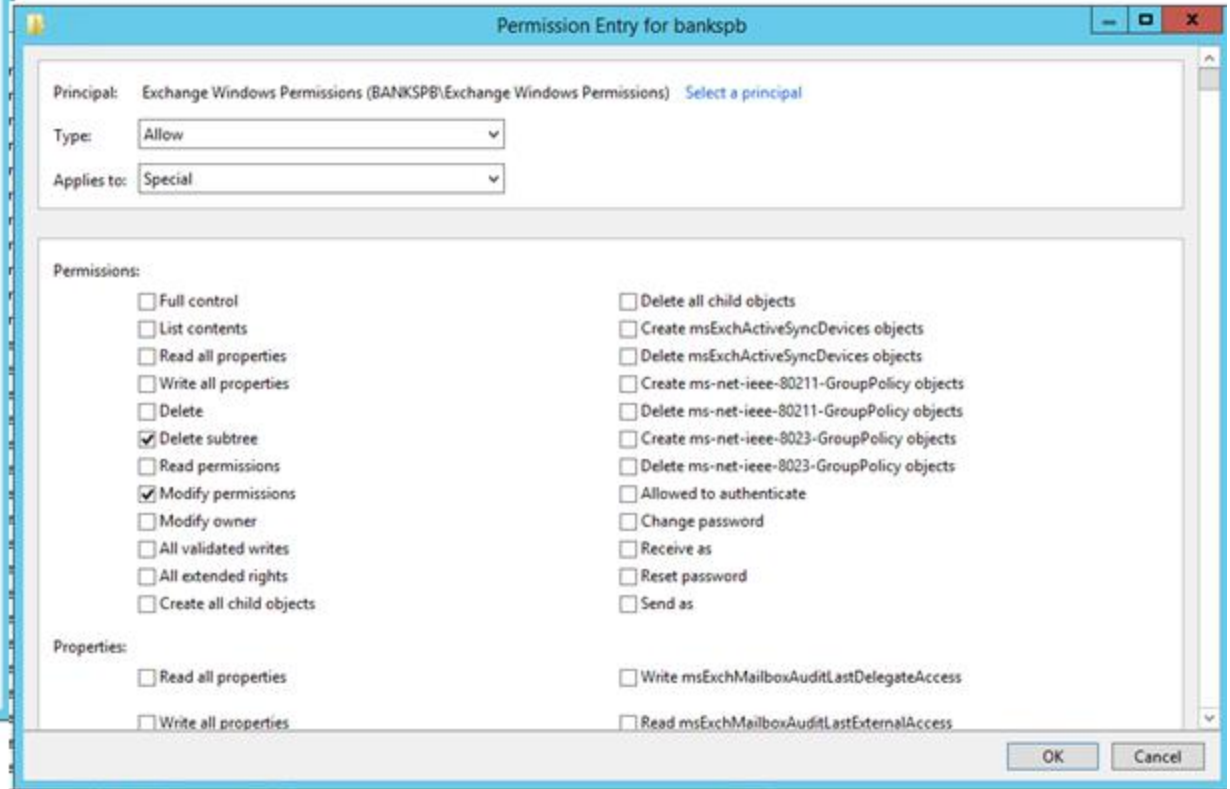 Permission Entry for bankspb
Principal: Exchange Windows Permissions (BANKSPB\Exchange Windows Permissions) Select a principal
Type: Allow
Applies to: Special
Permissions:
Full control
List contents
Read all properties
Write all properties
Delete
Delete subtree
Read permissions
Modify permissions
Modify owner
All validated writes
All extended rights
Create all child objects
Delete all child objects
Create msExchActiveSyncDevices objects
Delete msExchActiveSyncDevices objects
Create ms-net-ieee-80211-GroupPolicy objects
Delete ms-net-ieee-80211-GroupPolicy objects
Create ms-net-ieee-8023-GroupPolicy objects
Delete ms-net-ieee-8023-GroupPolicy objects
Allowed to authenticate
Change password
Receive as
Reset password
Send as
Properties:
Read all properties
Write all properties
Write msExchMailboxAuditLastDelegateAccess
Read msExchMailboxAuditLastExternalAccess
OK Cancel